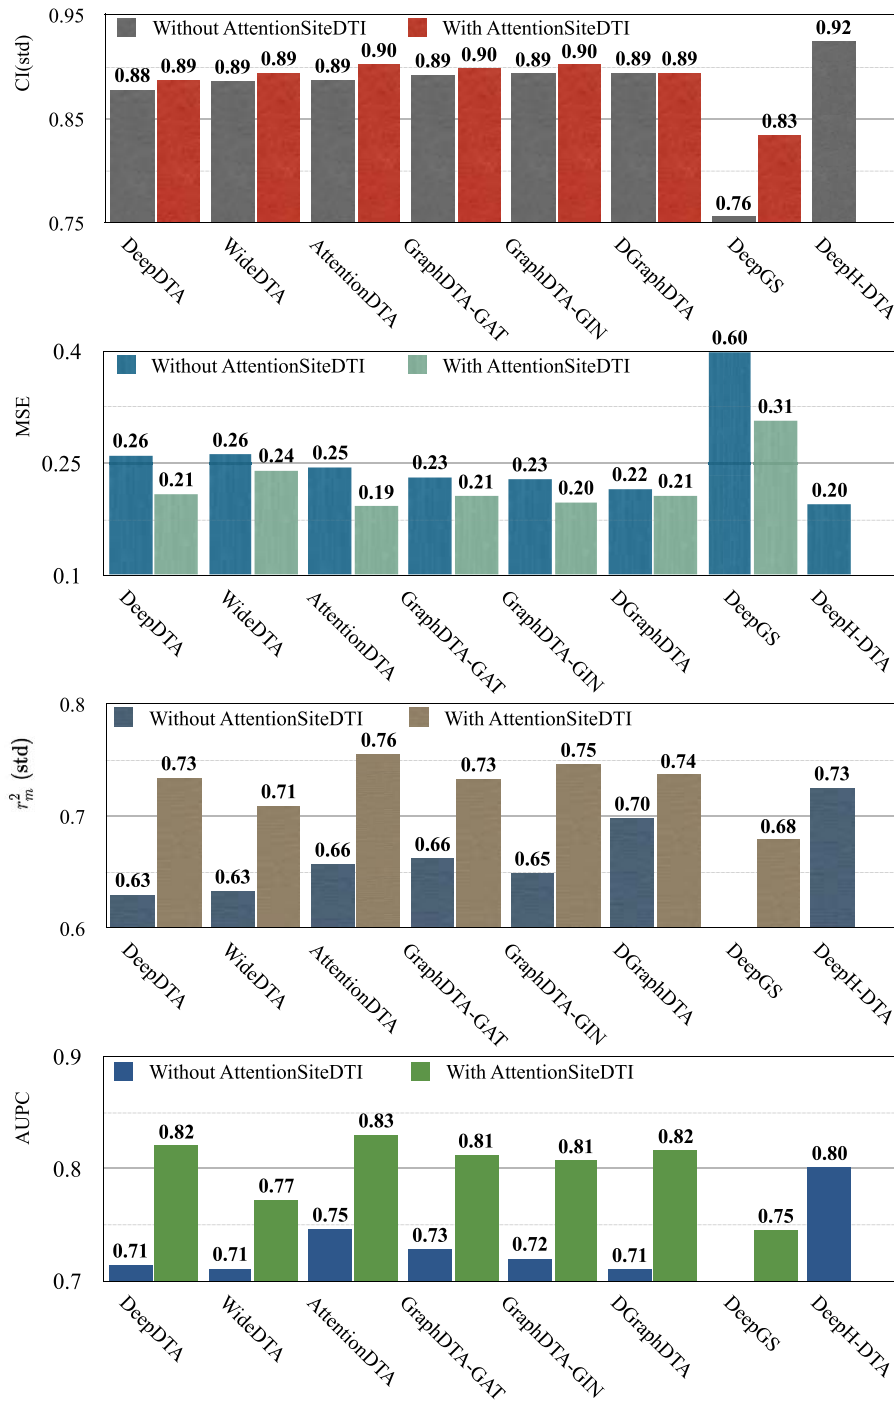 0.95
Without AttentionSiteDTI With AttentionSiteDTI
CI(std)
0.92
0.88 0.89 0.89 0.89 0.89 0.90 0.89 0.90 0.89 0.90 0.89 0.89
0.85
0.83
0.76
0.75
DeepDTA WideDTA AttentionDTA GraphDTA-GAT GraphDTA-GIN DGraphDTA DeepGS DeepH-DTA
0.4
Without AttentionSiteDTI With AttentionSiteDTI
MSE
0.60
0.31
0.26 0.21 0.26 0.24 0.25 0.19 0.23 0.21 0.23 0.20 0.22 0.21 0.20
0.25
0.1
DeepDTA WideDTA AttentionDTA GraphDTA-GAT GraphDTA-GIN DGraphDTA DeepGS DeepH-DTA
0.8
Without AttentionSiteDTI With AttentionSiteDTI
r²ₘ (std)
0.63 0.73 0.63 0.71 0.66 0.76 0.66 0.73 0.65 0.75 0.70 0.74 0.68 0.73
0.7
0.6
DeepDTA WideDTA AttentionDTA GraphDTA-GAT GraphDTA-GIN DGraphDTA DeepGS DeepH-DTA
0.9
Without AttentionSiteDTI With AttentionSiteDTI
AUPC
0.71 0.82 0.71 0.77 0.75 0.83 0.73 0.81 0.72 0.81 0.71 0.82 0.75 0.80
0.8
0.7
DeepDTA WideDTA AttentionDTA GraphDTA-GAT GraphDTA-GIN DGraphDTA DeepGS DeepH-DTA